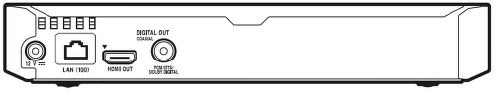 DIGITAL OUT
COAXIAL
12 V
LAN (100)
HDMI OUT
PCM/DTS/
DOLBY DIGITAL